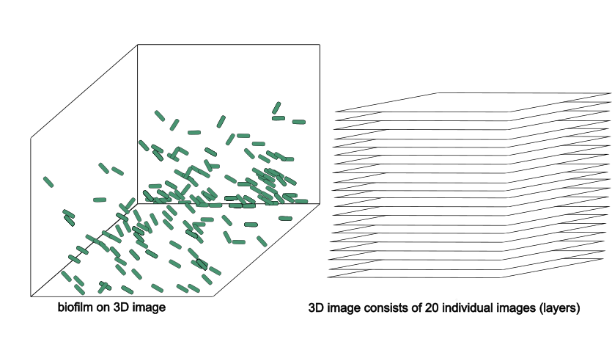 biofilm on 3D image
3D image consists of 20 individual images (layers)